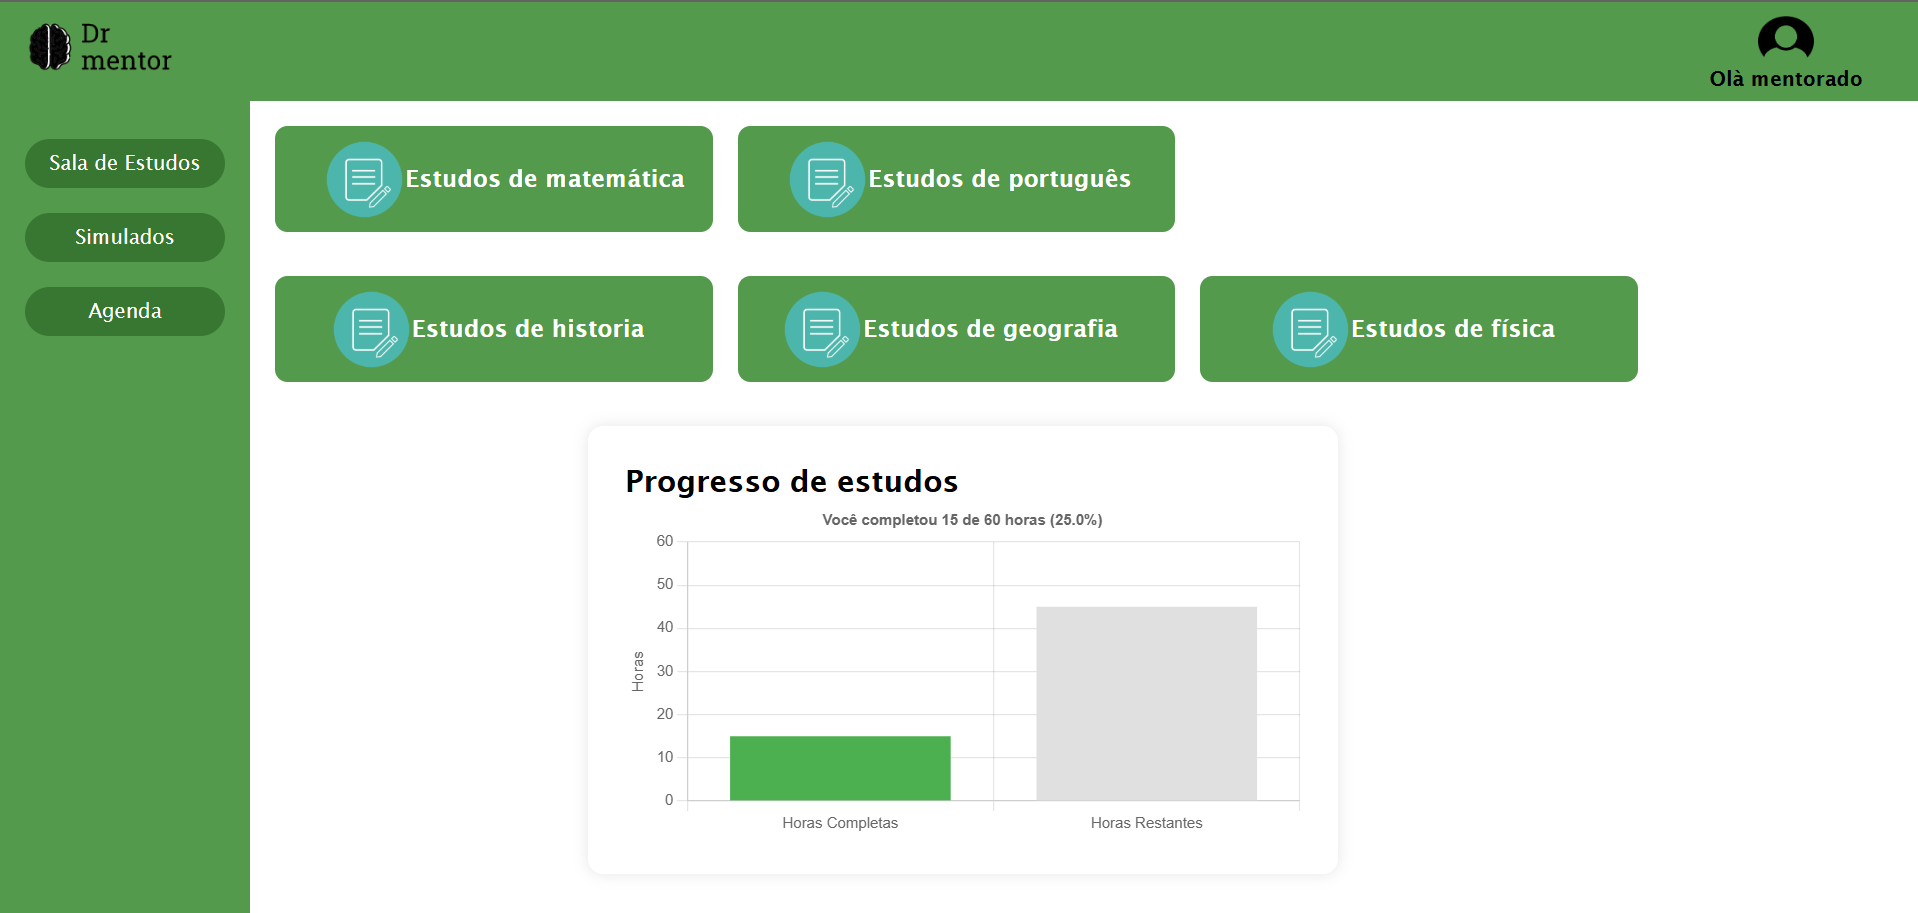 Dr
mentor
Olà mentorado
Sala de Estudos
Simulados
Agenda
Estudos de matemática
Estudos de português
Estudos de historia
Estudos de geografia
Estudos de física
Progresso de estudos
Você completou 15 de 60 horas (25.0%)
60
50
40
30
20
10
0
Horas
Horas Completas
Horas Restantes